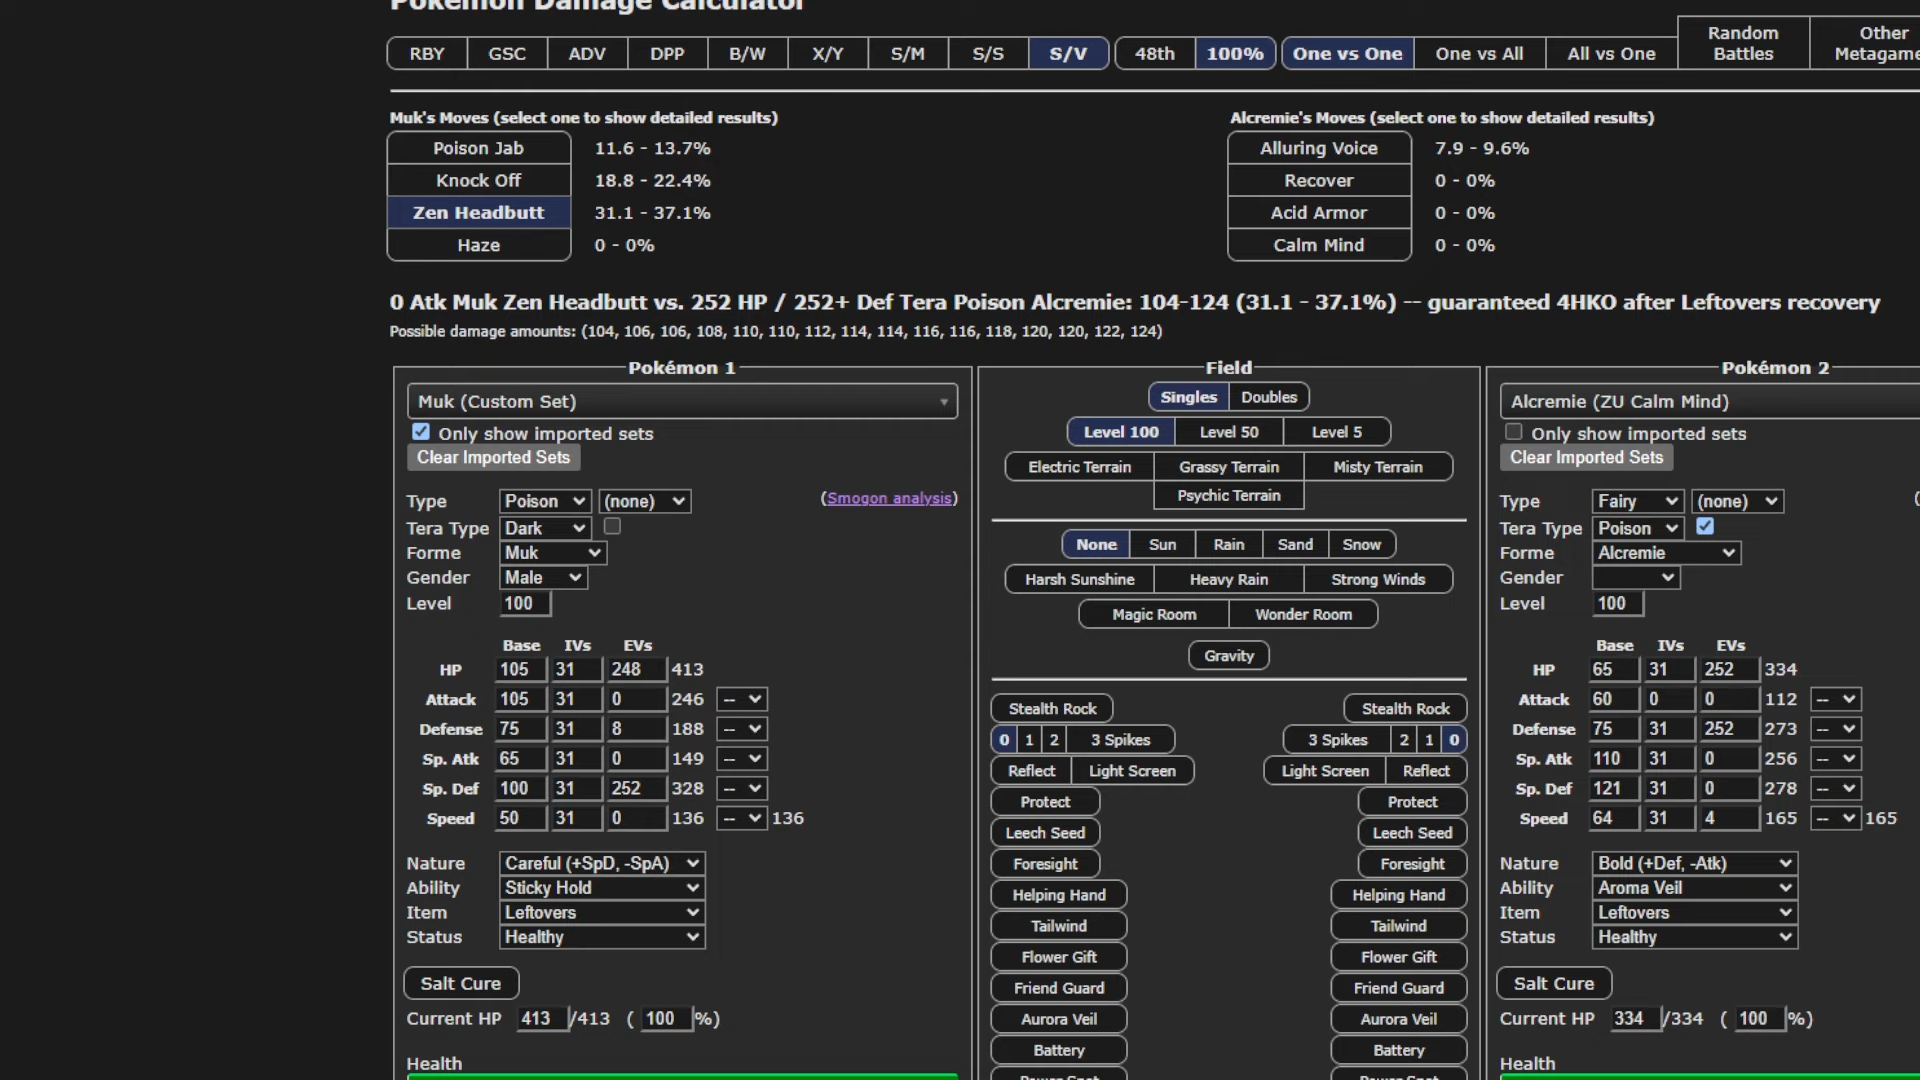 Pokémon Damage Calculator
RBY GSC ADV DPP B/W X/Y S/M S/S S/V 48th 100% One vs One One vs All All vs One Random Battles Other Metagame
Muk's Moves (select one to show detailed results)
Poison Jab 11.6 - 13.7%
Knock Off 18.8 - 22.4%
Zen Headbutt 31.1 - 37.1%
Haze 0 - 0%
Alcremie's Moves (select one to show detailed results)
Alluring Voice 7.9 - 9.6%
Recover 0 - 0%
Acid Armor 0 - 0%
Calm Mind 0 - 0%
0 Atk Muk Zen Headbutt vs. 252 HP / 252+ Def Tera Poison Alcremie: 104-124 (31.1 - 37.1%) -- guaranteed 4HKO after Leftovers recovery
Possible damage amounts: (104, 106, 106, 108, 110, 110, 112, 114, 114, 116, 116, 118, 120, 120, 122, 124)
Pokémon 1
Muk (Custom Set)
Only show imported sets
Clear Imported Sets
Type Poison (none) (Smogon analysis)
Tera Type Dark
Forme Muk
Gender Male
Level 100
Base IVs EVs
HP 105 31 248 413
Attack 105 31 0 246 --
Defense 75 31 8 188 --
Sp. Atk 65 31 0 149 --
Sp. Def 100 31 252 328 --
Speed 50 31 0 136 -- 136
Nature Careful (+SpD, -SpA)
Ability Sticky Hold
Item Leftovers
Status Healthy
Salt Cure
Current HP 413/413 ( 100 %)
Health
Field
Singles Doubles
Level 100 Level 50 Level 5
Electric Terrain Grassy Terrain Misty Terrain
Psychic Terrain
None Sun Rain Sand Snow
Harsh Sunshine Heavy Rain Strong Winds
Magic Room Wonder Room
Gravity
Stealth Rock Stealth Rock
0 1 2 3 Spikes 3 Spikes 2 1 0
Reflect Light Screen Light Screen Reflect
Protect Protect
Leech Seed Leech Seed
Foresight Foresight
Helping Hand Helping Hand
Tailwind Tailwind
Flower Gift Flower Gift
Friend Guard Friend Guard
Aurora Veil Aurora Veil
Battery Battery
Power Spot Power Spot
Pokémon 2
Alcremie (ZU Calm Mind)
Only show imported sets
Clear Imported Sets
Type Fairy (none) (
Tera Type Poison
Forme Alcremie
Gender
Level 100
Base IVs EVs
HP 65 31 252 334
Attack 60 0 0 112 --
Defense 75 31 252 273 --
Sp. Atk 110 31 0 256 --
Sp. Def 121 31 0 278 --
Speed 64 31 4 165 -- 165
Nature Bold (+Def, -Atk)
Ability Aroma Veil
Item Leftovers
Status Healthy
Salt Cure
Current HP 334/334 ( 100 %)
Health